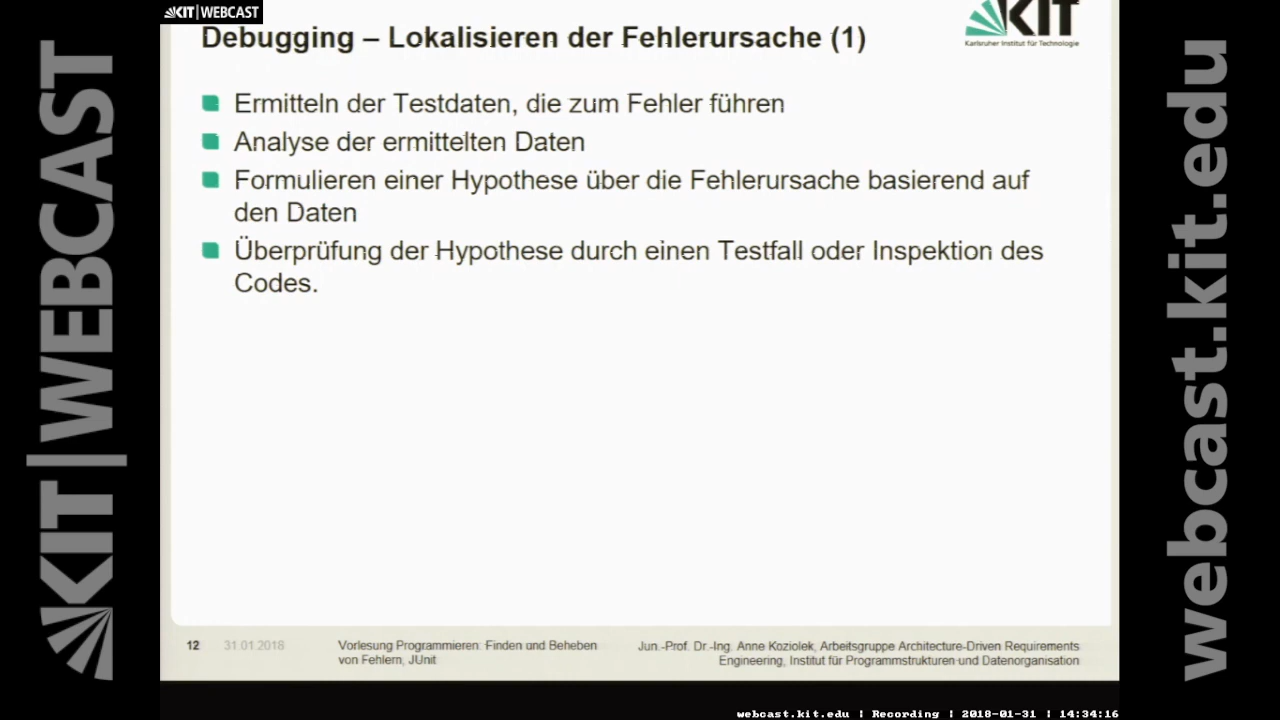 KIT|WEBCAST
KIT
Karlsruher Institut für Technologie
Debugging – Lokalisieren der Fehlerursache (1)
Ermitteln der Testdaten, die zum Fehler führen
Analyse der ermittelten Daten
Formulieren einer Hypothese über die Fehlerursache basierend auf
den Daten
Überprüfung der Hypothese durch einen Testfall oder Inspektion des
Codes.
12
31.01.2018
Vorlesung Programmieren: Finden und Beheben
von Fehlern, JUnit
Jun.-Prof. Dr.-Ing. Anne Koziolek, Arbeitsgruppe Architecture-Driven Requirements
Engineering, Institut für Programmstrukturen und Datenorganisation
KIT|WEBCAST
webcast.kit.edu
webcast.kit.edu | Recording | 2018-01-31 | 14:34:16